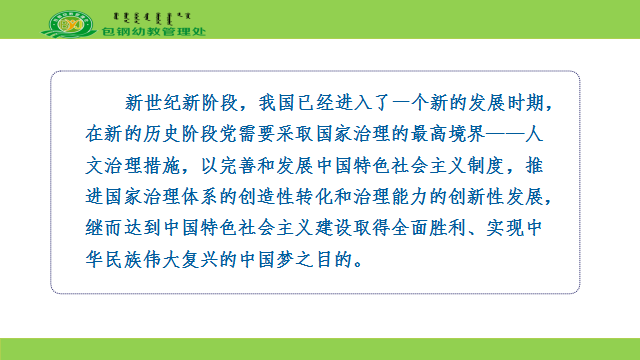 包钢幼教管理处
新世纪新阶段，我国已经进入了一个新的发展时期，
在新的历史阶段党需要采取国家治理的最高境界——人
文治理措施，以完善和发展中国特色社会主义制度，推
进国家治理体系的创造性转化和治理能力的创新性发展，
继而达到中国特色社会主义建设取得全面胜利、实现中
华民族伟大复兴的中国梦之目的。